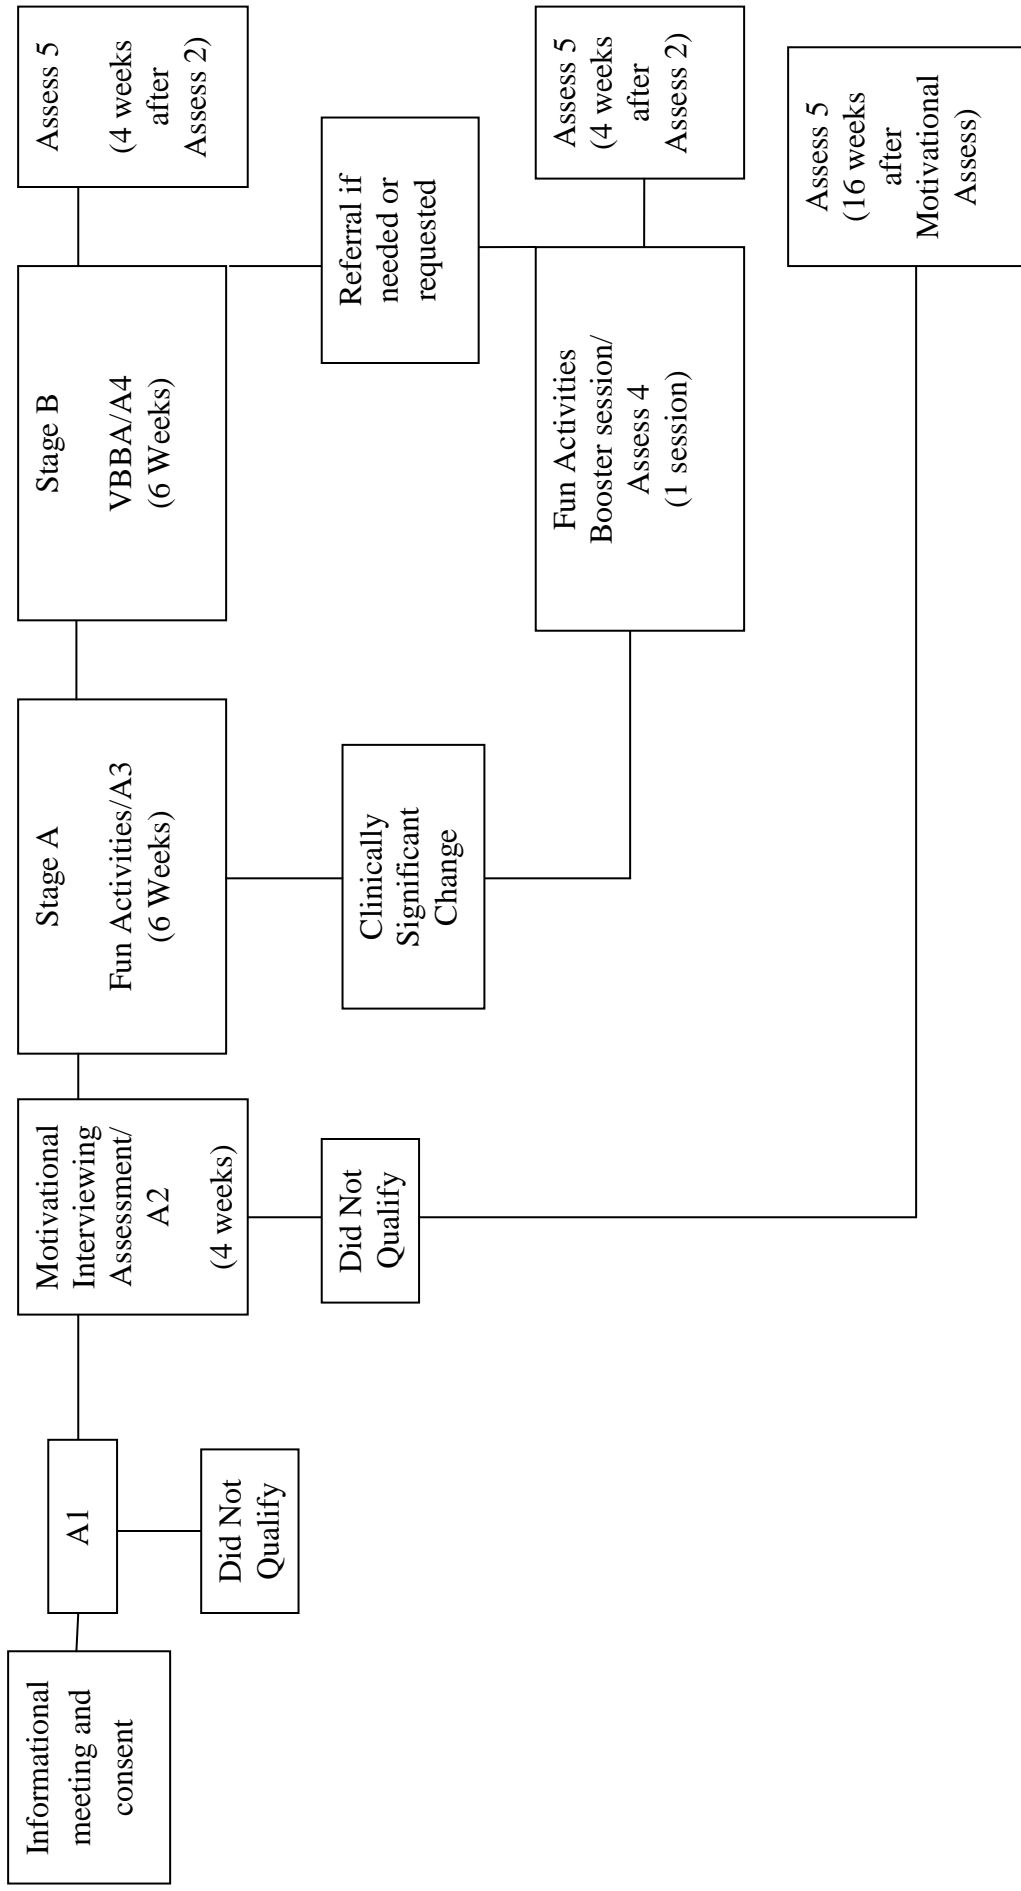 Informational
meeting and
consent
A1
Did Not
Qualify
Motivational
Interviewing
Assessment/
A2
(4 weeks)
Did Not
Qualify
Stage A
Fun Activities/A3
(6 Weeks)
Clinically
Significant
Change
Stage B
VBBA/A4
(6 Weeks)
Referral if
needed or
requested
Fun Activities
Booster session/
Assess 4
(1 session)
Assess 5
(4 weeks
after
Assess 2)
Assess 5
(4 weeks
after
Assess 2)
Assess 5
(16 weeks
after
Motivational
Assess)